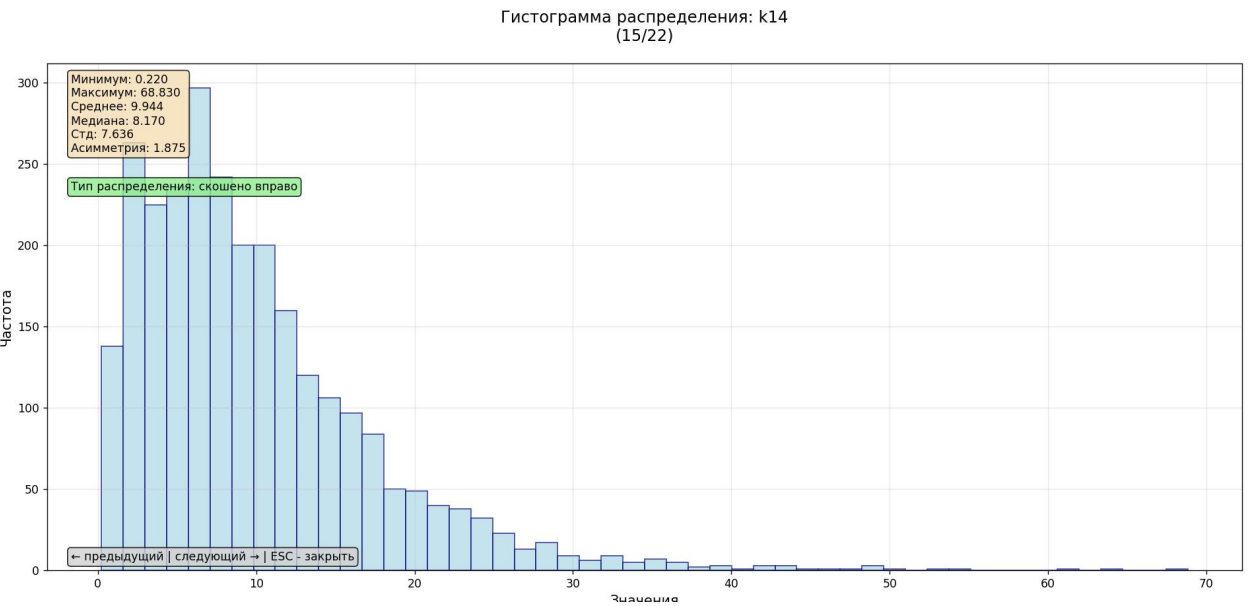 Гистограмма распределения: k14
(15/22)
Минимум: 0.220
Максимум: 68.830
Среднее: 9.944
Медиана: 8.170
Стд: 7.636
Асимметрия: 1.875
Тип распределения: скошено вправо
← предыдущий | следующий → | ESC - закрыть
Частота
300
250
200
150
100
50
0
0 10 20 30 40 50 60 70
Значения